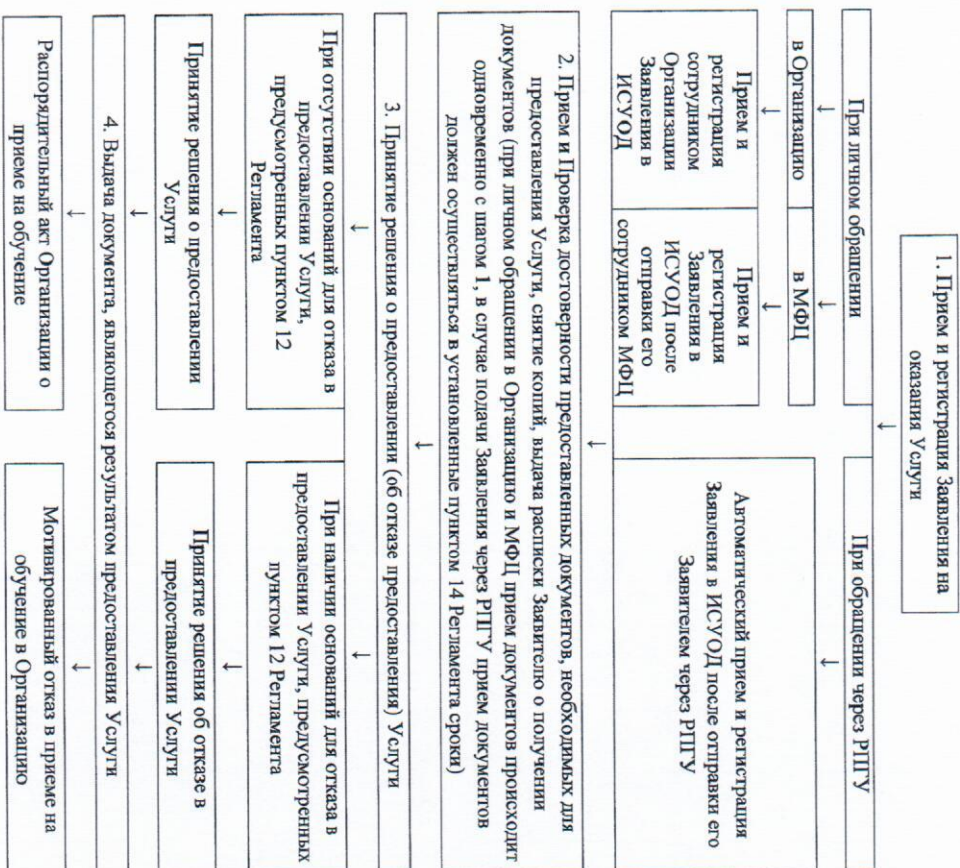 1. Прием и регистрация Заявления на
оказания Услуги
↓
При личном обращении
При обращении через РПГУ
↓
↓
↓
в Организацию
в МФЦ
↓
↓
Прием и
регистрация
сотрудником
Организации
Заявления в
ИСУОД
Прием и
регистрация
Заявления в
ИСУОД после
отправки его
сотрудником МФЦ
Автоматический прием и регистрация
Заявления в ИСУОД после отправки его
Заявителем через РПГУ
↓
2. Прием и Проверка достоверности предоставленных документов, необходимых для
предоставления Услуги, снятие копий, выдача расписки Заявителю о получении
документов (при личном обращении в Организацию и МФЦ прием документов происходит
одновременно с шагом 1, в случае подачи Заявления через РПГУ прием документов
должен осуществляться в установленные пунктом 14 Регламента сроки)
↓
3. Принятие решения о предоставлении (об отказе предоставления) Услуги
↓
↓
При отсутствии оснований для отказа в
предоставлении Услуги,
предусмотренных пунктом 12
Регламента
При наличии оснований для отказа в
предоставлении Услуги, предусмотренных
пунктом 12 Регламента
↓
↓
Принятие решения о предоставлении
Услуги
Принятие решения об отказе в
предоставлении Услуги
↓
↓
4. Выдача документа, являющегося результатом предоставления Услуги
↓
↓
Распорядительный акт Организации о
приеме на обучение
Мотивированный отказ в приеме на
обучение в Организацию